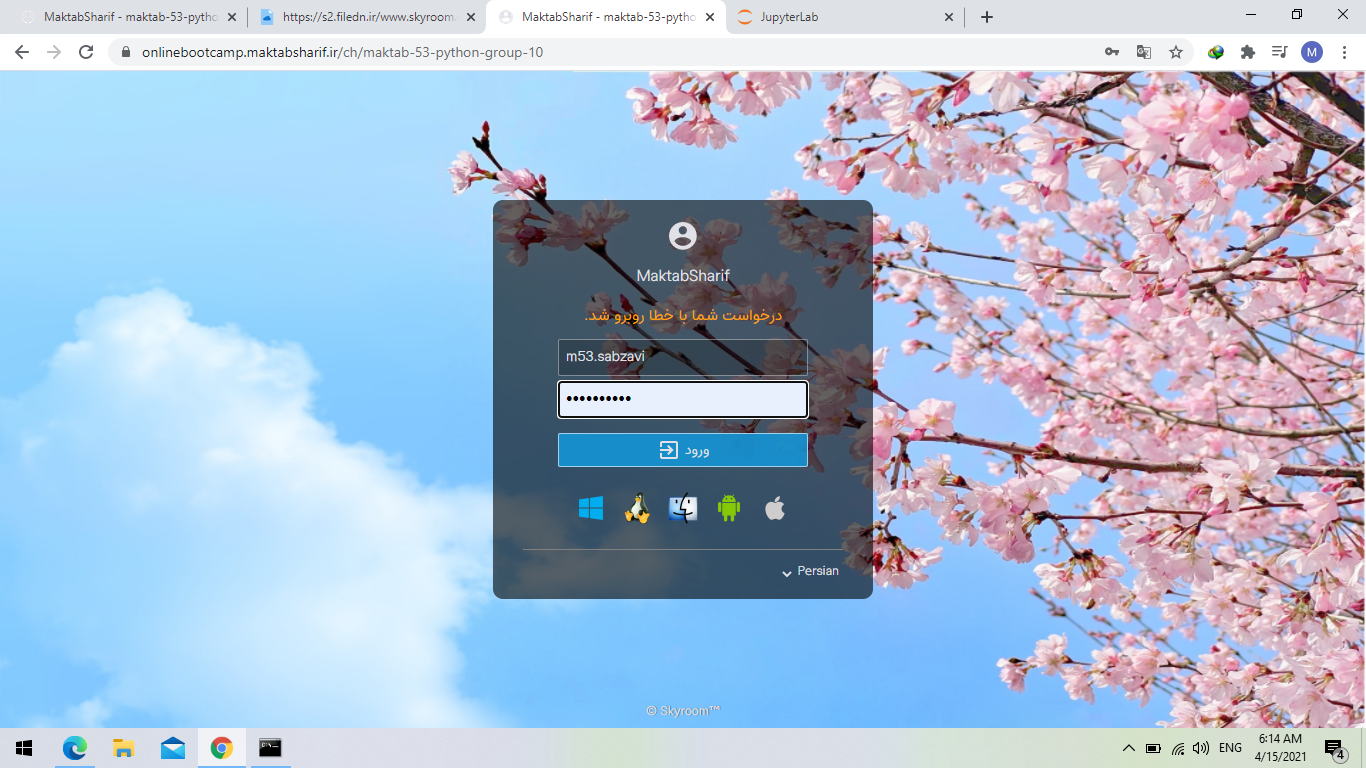 MaktabSharif - maktab-53-pytho
https://s2.filedn.ir/www.skyroom.
MaktabSharif - maktab-53-pytho
JupyterLab
onlinebootcamp.maktabsharif.ir/ch/maktab-53-python-group-10
M
MaktabSharif
درخواست شما با خطا روبرو شد.
m53.sabzavi
••••••••••
ورود
Persian
© Skyroom™
ENG
6:14 AM
4/15/2021
4